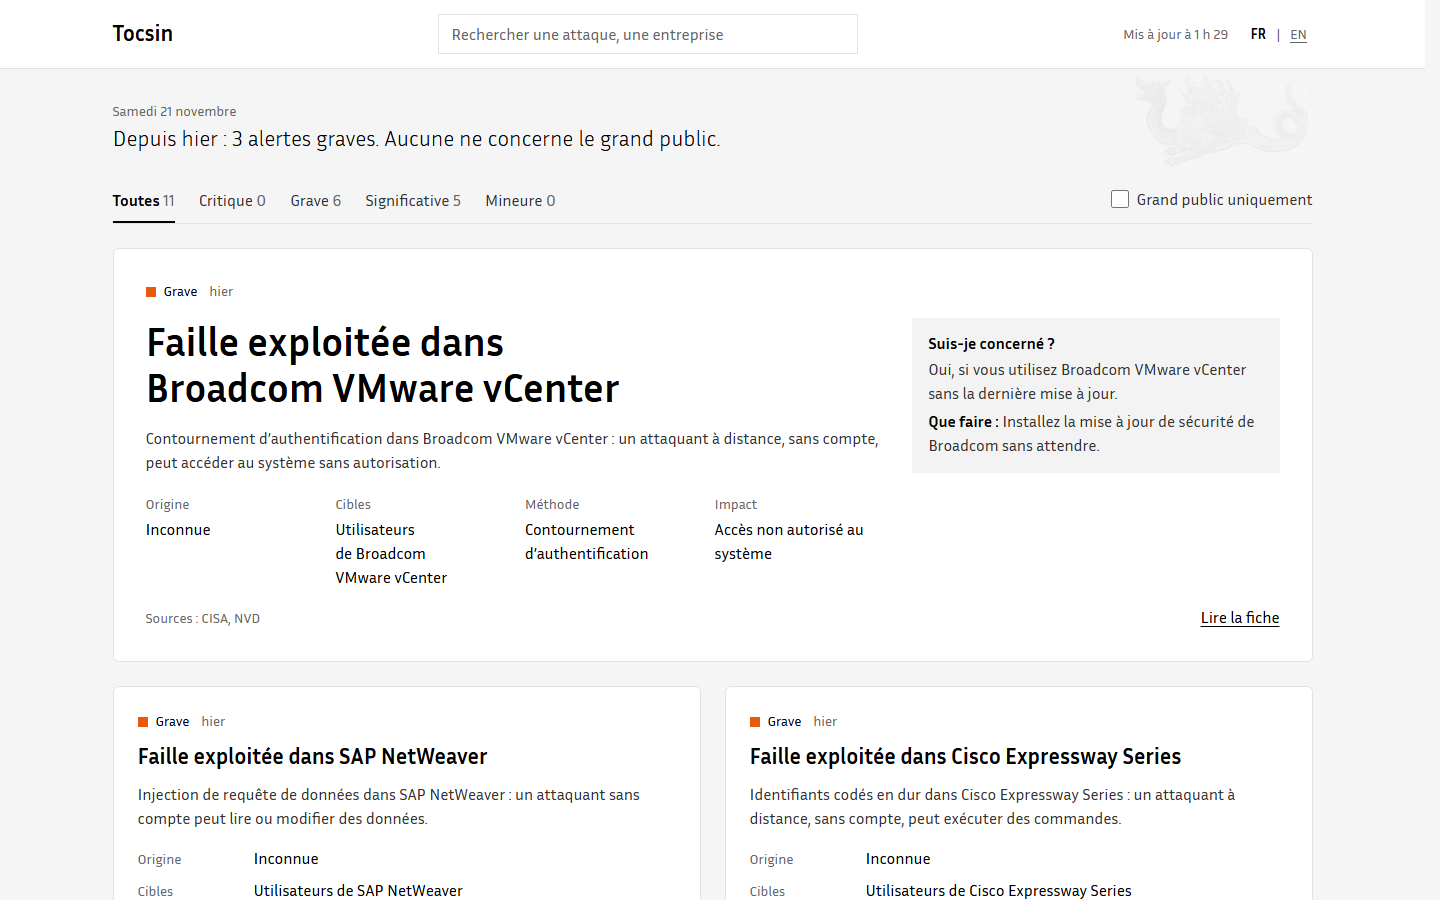 Tocsin
Rechercher une attaque, une entreprise
Mis à jour à 1 h 29
FR | EN
Samedi 21 novembre
Depuis hier : 3 alertes graves. Aucune ne concerne le grand public.
Toutes 11
Critique 0
Grave 6
Significative 5
Mineure 0
Grand public uniquement
Grave hier
Faille exploitée dans
Broadcom VMware vCenter
Contournement d’authentification dans Broadcom VMware vCenter : un attaquant à distance, sans compte,
peut accéder au système sans autorisation.
Suis-je concerné ?
Oui, si vous utilisez Broadcom VMware vCenter
sans la dernière mise à jour.
Que faire : Installez la mise à jour de sécurité de
Broadcom sans attendre.
Origine
Inconnue
Cibles
Utilisateurs
de Broadcom
VMware vCenter
Méthode
Contournement
d’authentification
Impact
Accès non autorisé au
système
Sources : CISA, NVD
Lire la fiche
Grave hier
Faille exploitée dans SAP NetWeaver
Injection de requête de données dans SAP NetWeaver : un attaquant sans
compte peut lire ou modifier des données.
Origine Inconnue
Cibles Utilisateurs de SAP NetWeaver
Grave hier
Faille exploitée dans Cisco Expressway Series
Identifiants codés en dur dans Cisco Expressway Series : un attaquant à
distance, sans compte, peut exécuter des commandes.
Origine Inconnue
Cibles Utilisateurs de Cisco Expressway Series